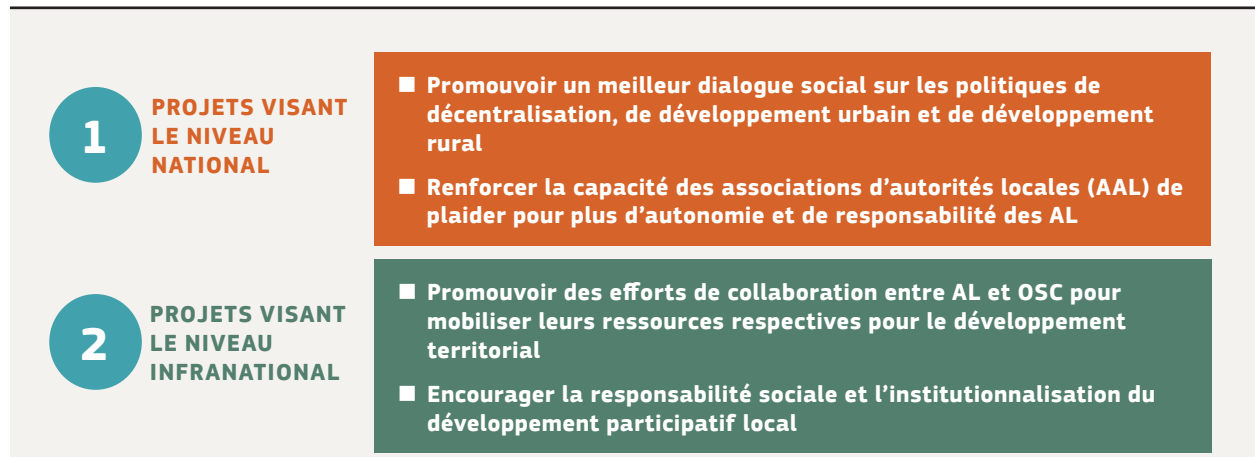 1
PROJETS VISANT
LE NIVEAU
NATIONAL
■ Promouvoir un meilleur dialogue social sur les politiques de
décentralisation, de développement urbain et de développement
rural
■ Renforcer la capacité des associations d’autorités locales (AAL) de
plaider pour plus d’autonomie et de responsabilité des AL
2
PROJETS VISANT
LE NIVEAU
INFRANATIONAL
■ Promouvoir des efforts de collaboration entre AL et OSC pour
mobiliser leurs ressources respectives pour le développement
territorial
■ Encourager la responsabilité sociale et l’institutionnalisation du
développement participatif local